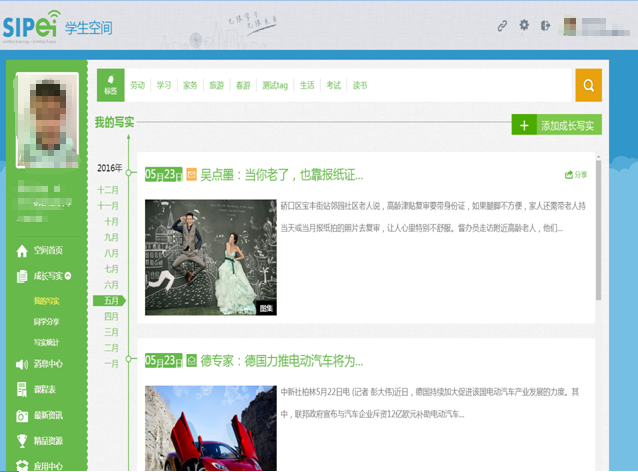 SIPei 学生空间
标签
劳动 学习 家务 旅游 春游 测试tag 生活 考试 读书
我的写实
+ 添加成长写实
2016年
十二月
十一月
十月
九月
八月
七月
六月
五月
四月
三月
二月
一月
05月23日 吴点墨：当你老了，也靠报纸证...
分享
硚口区宝丰街站邻园社区老人说，高龄津贴复审要带身份证，如果腿脚不方便，家人还需带老人持
当天或当月报纸拍的照片去复审，让人心里特别不舒服。督办员走访附近高龄老人，他们...
图集
05月23日 德专家：德国力推电动汽车将为...
中新社柏林5月22日电 (记者 彭大伟)近日，德国持续加大促进该国电动汽车产业发展的力度。其
中，联邦政府宣布与汽车企业斥资12亿欧元补助电动汽车...
空间首页
成长写实
我的写实
同学分享
写实统计
消息中心
课程表
最新资讯
精品资源
应用中心